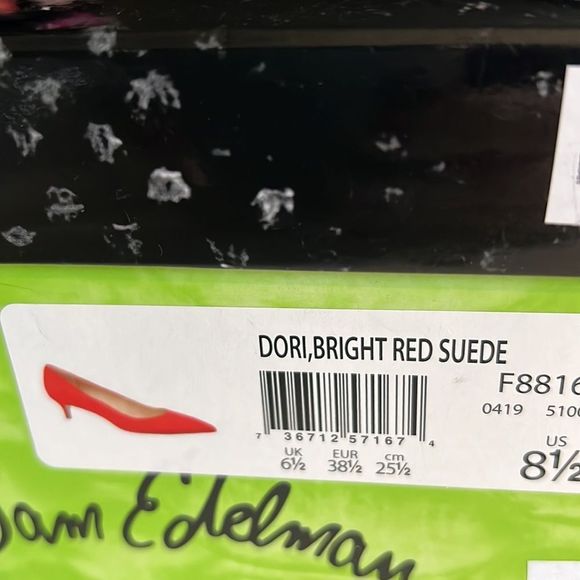 DORI,BRIGHT RED SUEDE
F8816
0419 5100
7 36712 57167 4
UK EUR cm US
6½ 38½ 25½ 8½
Sam Edelman